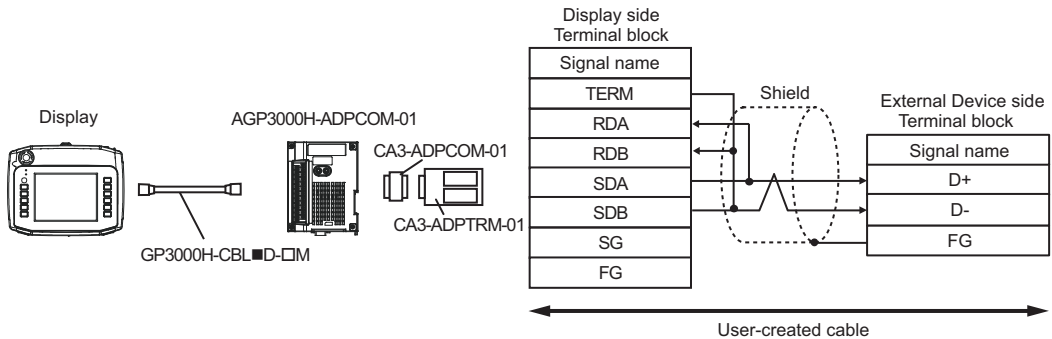 Display
AGP3000H-ADPCOM-01
CA3-ADPCOM-01
CA3-ADPTRM-01
GP3000H-CBL■D-□M
Display side
Terminal block
Signal name
TERM
RDA
RDB
SDA
SDB
SG
FG
Shield
External Device side
Terminal block
Signal name
D+
D-
FG
User-created cable